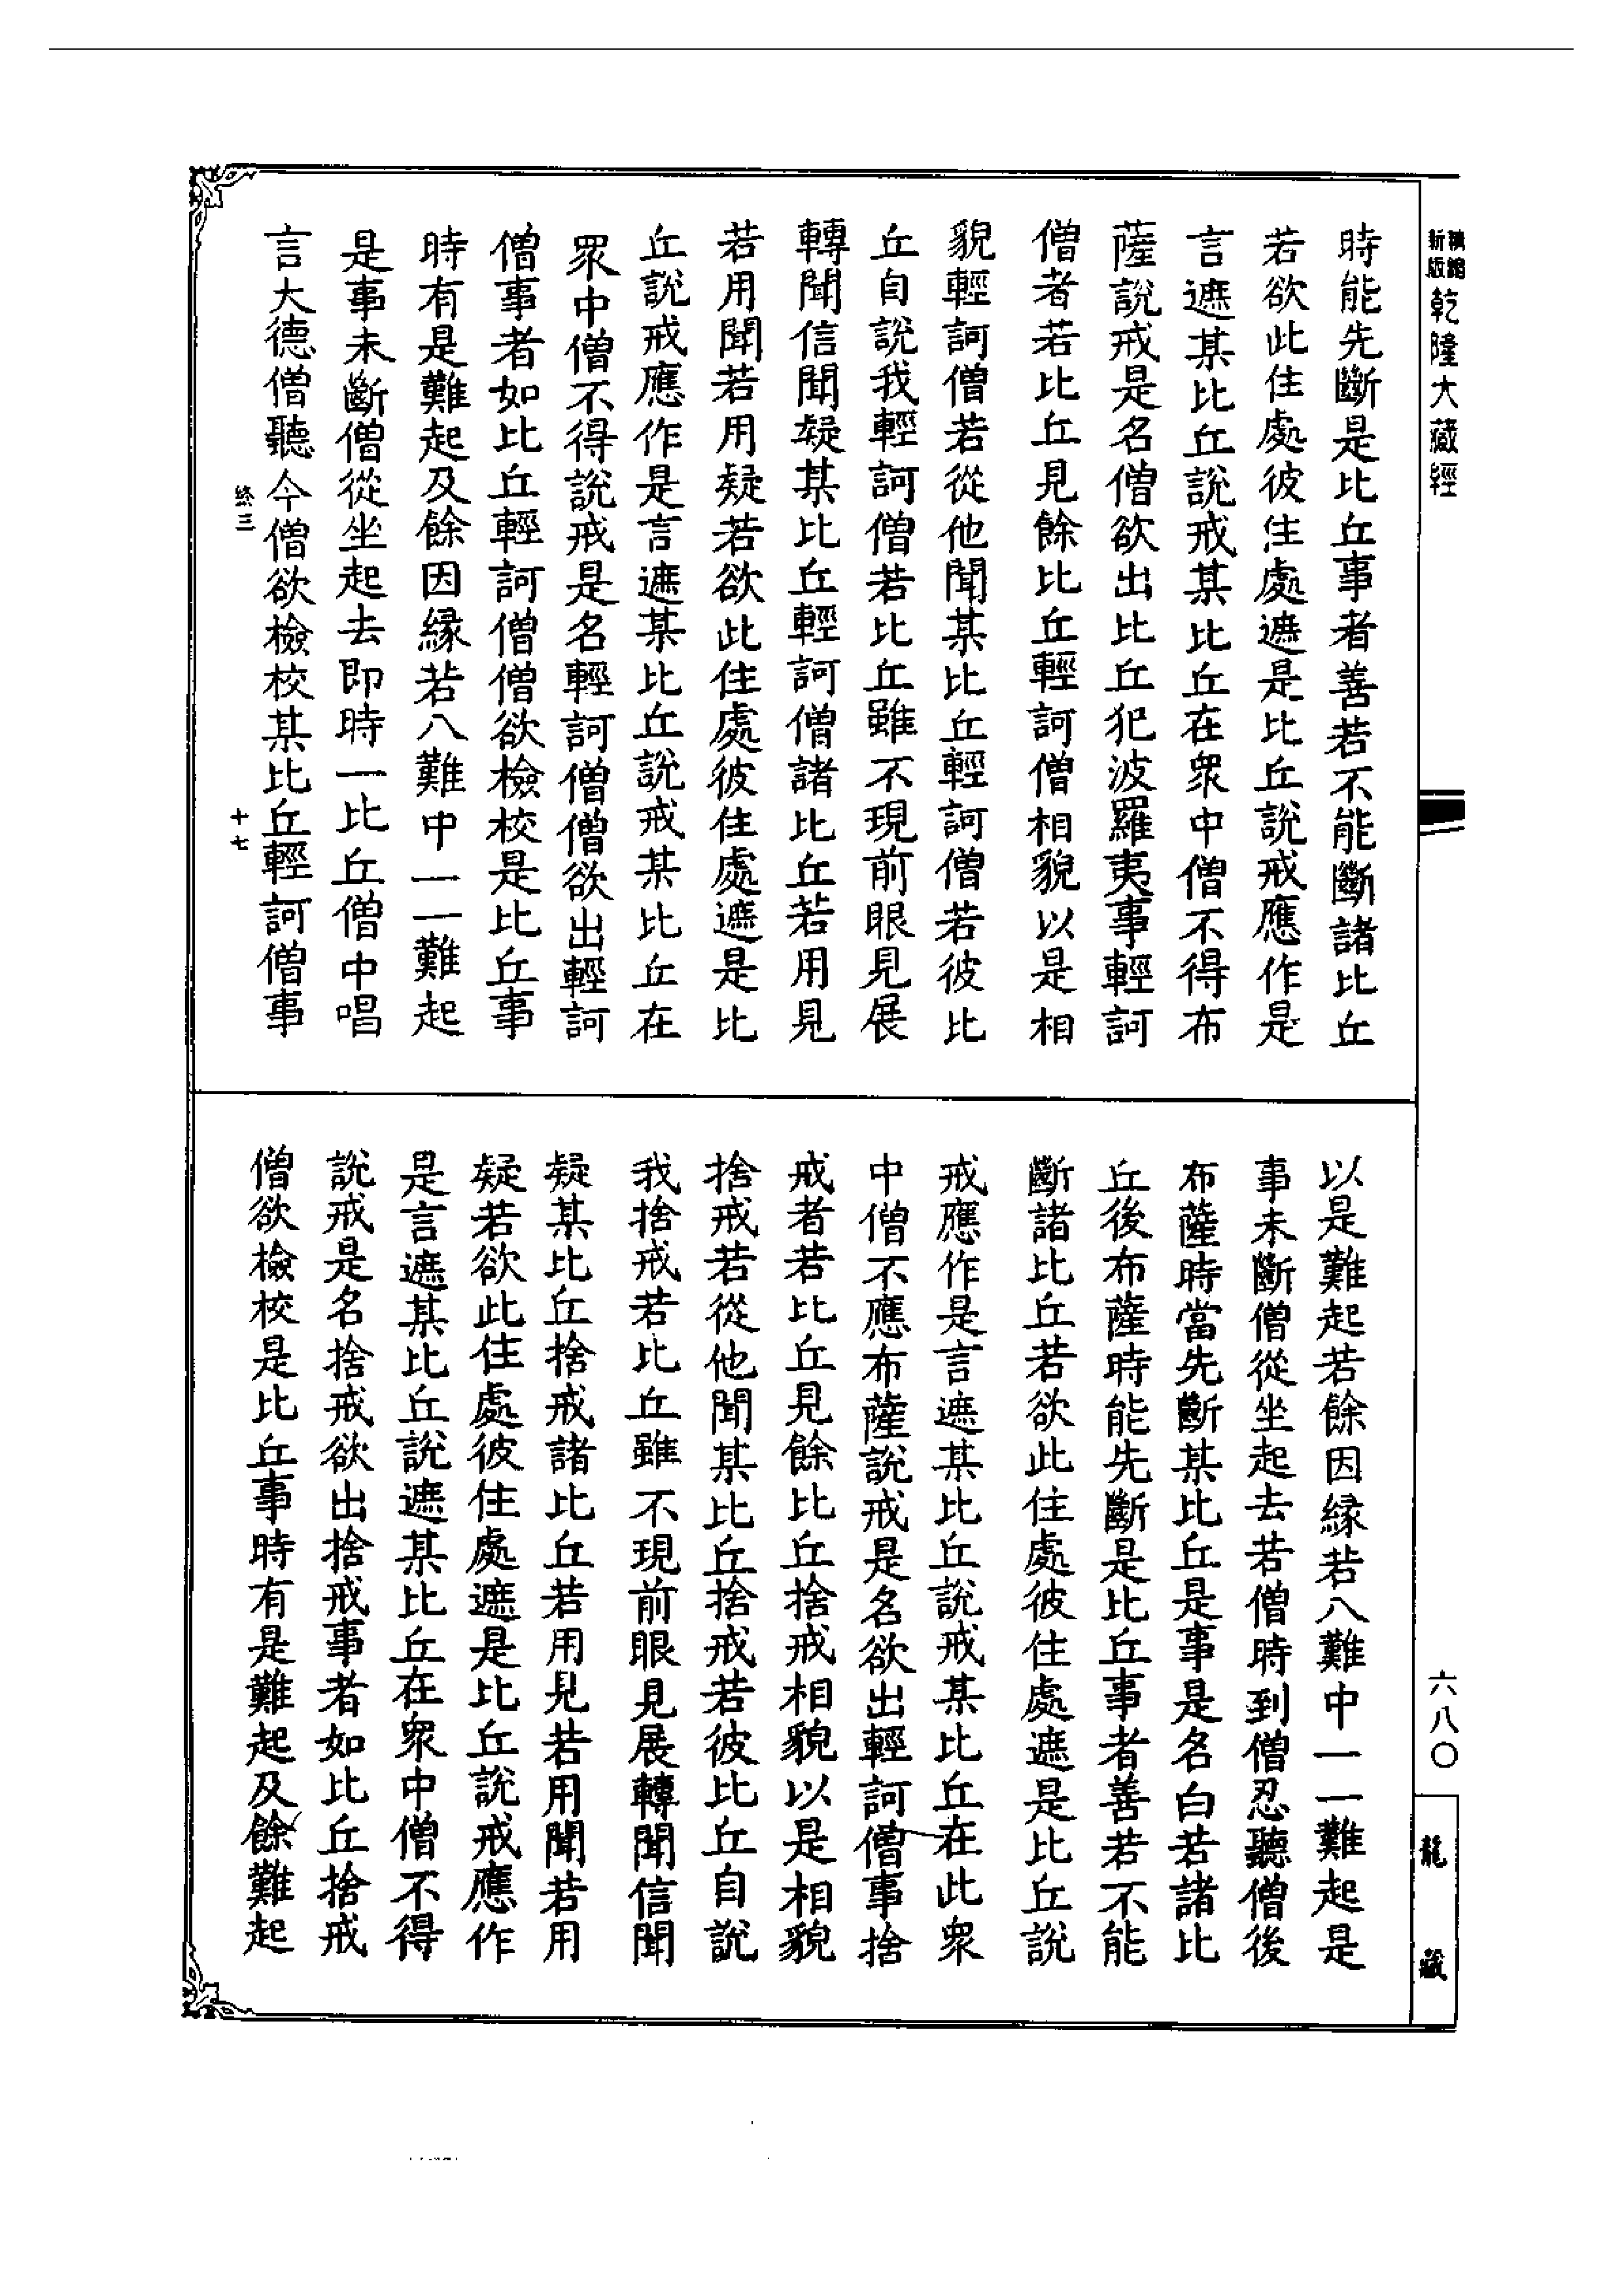 新版精縮乾隆大藏經
時能先斷是比丘事者善若不能斷諸比丘
若欲此住處彼住處遮是比丘說戒應作是
言遮某比丘說戒某比丘在衆中僧不得布
薩說戒是名僧欲出比丘犯波羅夷事輕訶
僧者若比丘見餘比丘輕訶僧相貌以是相
貌輕訶僧若從他聞某比丘輕訶僧若彼比
丘自說我輕訶僧若比丘雖不現前眼見展
轉聞信聞疑某比丘輕訶僧諸比丘若用見
若用聞若用疑若欲此住處彼住處遮是比
丘說戒應作是言遮某比丘說戒某比丘在
眾中僧不得說戒是名輕訶僧僧欲出輕訶
僧事者如比丘輕訶僧僧欲檢校是比丘事
時有是難起及餘因緣若八難中一一難起
是事未斷僧從坐起去即時一比丘僧中唱
言大德僧聽今僧欲檢校某比丘輕訶僧事
終三 十七
以是難起若餘因緣若八難中一一難起是
事未斷僧從坐起去若僧時到僧忍聽僧後
布薩時當先斷某比丘是事是名白若諸比
丘後布薩時能先斷是比丘事者善若不能
斷諸比丘若欲此住處彼住處遮是比丘說
戒應作是言遮某比丘說戒某比丘在此衆
中僧不應布薩說戒是名欲出輕訶僧事捨
戒者若比丘見餘比丘捨戒相貌以是相貌
捨戒若從他聞某比丘捨戒若彼比丘自說
我捨戒若比丘雖不現前眼見展轉聞信聞
疑某比丘捨戒諸比丘若用見若用聞若用
疑若欲此住處彼住處遮是比丘說戒應作
是言遮某比丘說遮某比丘在衆中僧不得
說戒是名捨戒欲出捨戒事者如比丘捨戒
僧欲檢校是比丘事時有是難起及餘難起
六八〇
龍藏